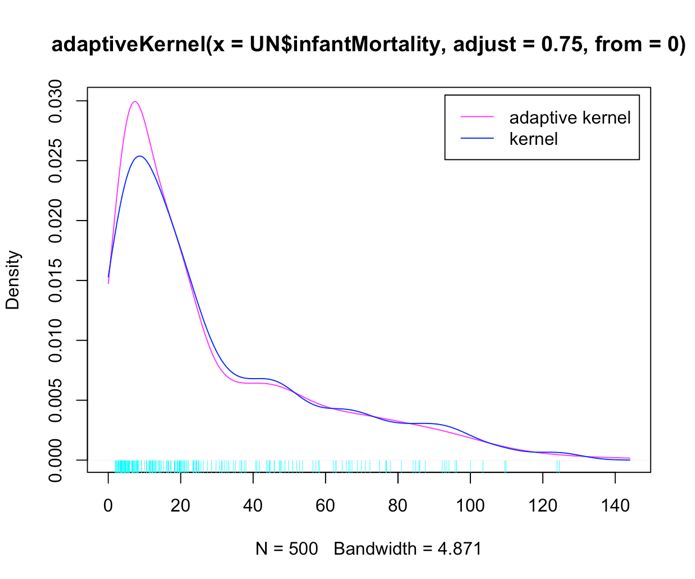 adaptiveKernel(x = UN$infantMortality, adjust = 0.75, from = 0)
adaptive kernel
kernel
Density
0.030
0.025
0.020
0.015
0.010
0.005
0.000
0 20 40 60 80 100 120 140
N = 500 Bandwidth = 4.871